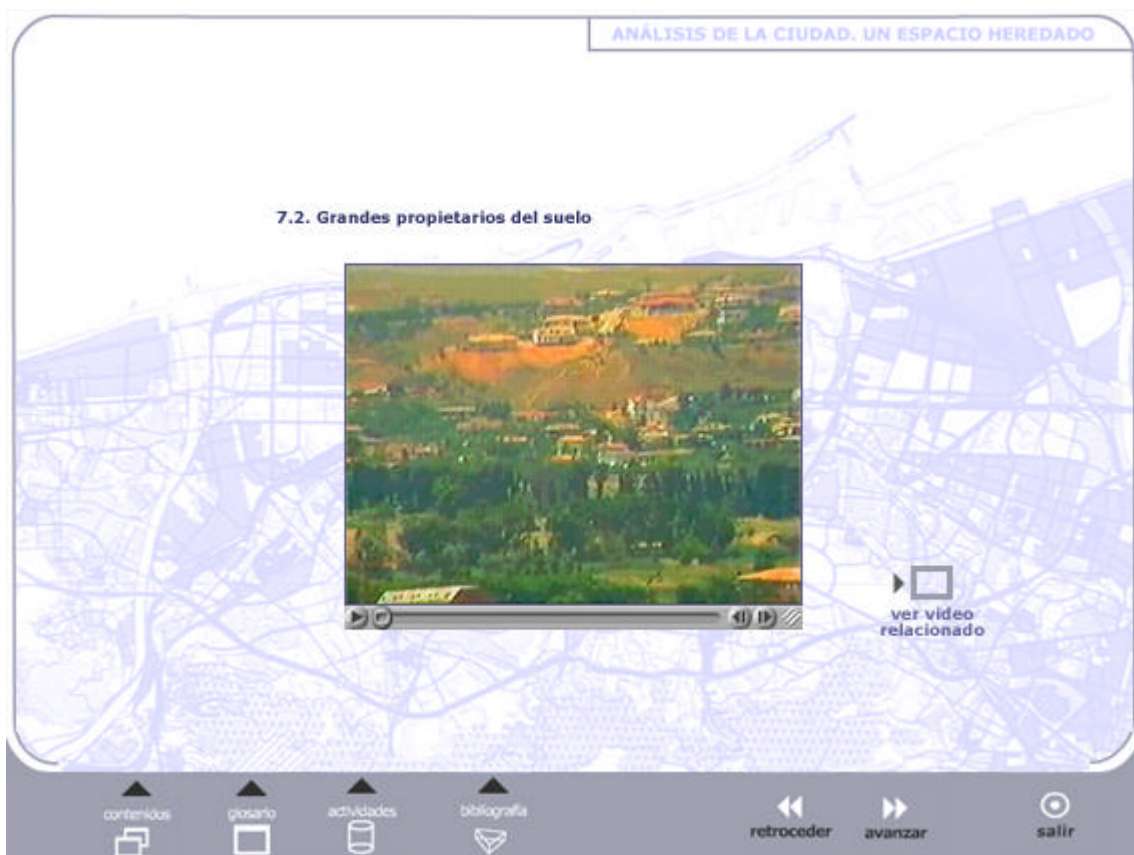 ANÁLISIS DE LA CIUDAD. UN ESPACIO HEREDADO
7.2. Grandes propietarios del suelo
ver video
relacionado
contenidos
glosario
actividades
bibliografía
retroceder
avanzar
salir